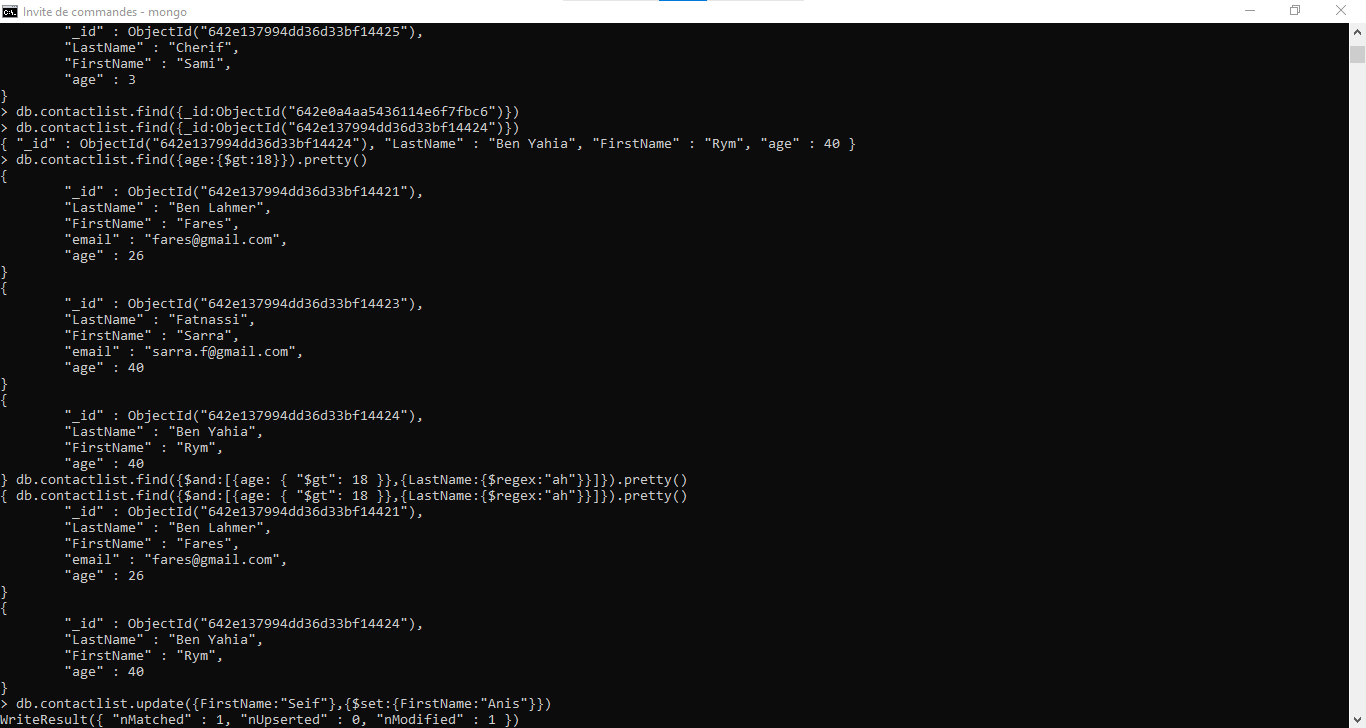 Invite de commandes - mongo
        "_id" : ObjectId("642e137994dd36d33bf14425"),
        "LastName" : "Cherif",
        "FirstName" : "Sami",
        "age" : 3
}
> db.contactlist.find({_id:ObjectId("642e0a4aa5436114e6f7fbc6")})
> db.contactlist.find({_id:ObjectId("642e137994dd36d33bf14424")})
{ "_id" : ObjectId("642e137994dd36d33bf14424"), "LastName" : "Ben Yahia", "FirstName" : "Rym", "age" : 40 }
> db.contactlist.find({age:{$gt:18}}).pretty()
{
        "_id" : ObjectId("642e137994dd36d33bf14421"),
        "LastName" : "Ben Lahmer",
        "FirstName" : "Fares",
        "email" : "fares@gmail.com",
        "age" : 26
}
{
        "_id" : ObjectId("642e137994dd36d33bf14423"),
        "LastName" : "Fatnassi",
        "FirstName" : "Sarra",
        "email" : "sarra.f@gmail.com",
        "age" : 40
}
{
        "_id" : ObjectId("642e137994dd36d33bf14424"),
        "LastName" : "Ben Yahia",
        "FirstName" : "Rym",
        "age" : 40
} db.contactlist.find({$and:[{age: { "$gt": 18 }},{LastName:{$regex:"ah"}}]}).pretty()
{ db.contactlist.find({$and:[{age: { "$gt": 18 }},{LastName:{$regex:"ah"}}]}).pretty()
        "_id" : ObjectId("642e137994dd36d33bf14421"),
        "LastName" : "Ben Lahmer",
        "FirstName" : "Fares",
        "email" : "fares@gmail.com",
        "age" : 26
}
{
        "_id" : ObjectId("642e137994dd36d33bf14424"),
        "LastName" : "Ben Yahia",
        "FirstName" : "Rym",
        "age" : 40
}
> db.contactlist.update({FirstName:"Seif"},{$set:{FirstName:"Anis"}})
WriteResult({ "nMatched" : 1, "nUpserted" : 0, "nModified" : 1 })